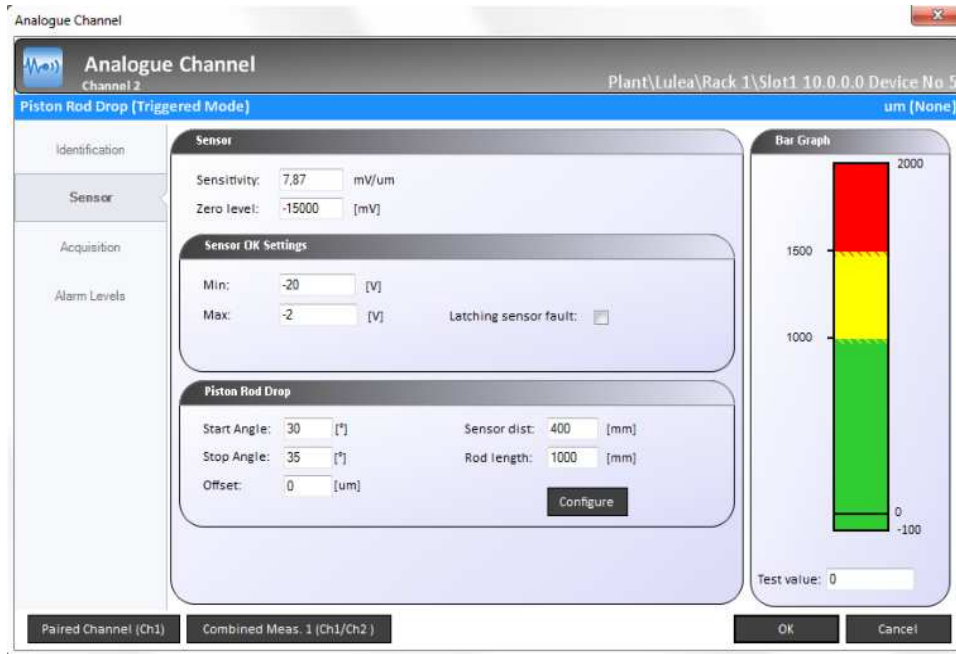 Analogue Channel
Analogue Channel
Channel 2
Plant\Lulea\Rack 1\Slot1 10.0.0.0 Device No 5
Piston Rod Drop (Triggered Mode)
um (None)
Identification
Sensor
Acquisition
Alarm Levels
Sensor
Sensitivity: 7,87 mV/um
Zero level: -15000 [mV]
Sensor OK Settings
Min: -20 [V]
Max: -2 [V] Latching sensor fault:
Piston Rod Drop
Start Angle: 30 [°] Sensor dist: 400 [mm]
Stop Angle: 35 [°] Rod length: 1000 [mm]
Offset: 0 [um]
Configure
Bar Graph
2000
1500
1000
0
-100
Test value: 0
Paired Channel (Ch1)
Combined Meas. 1 (Ch1/Ch2 )
OK
Cancel